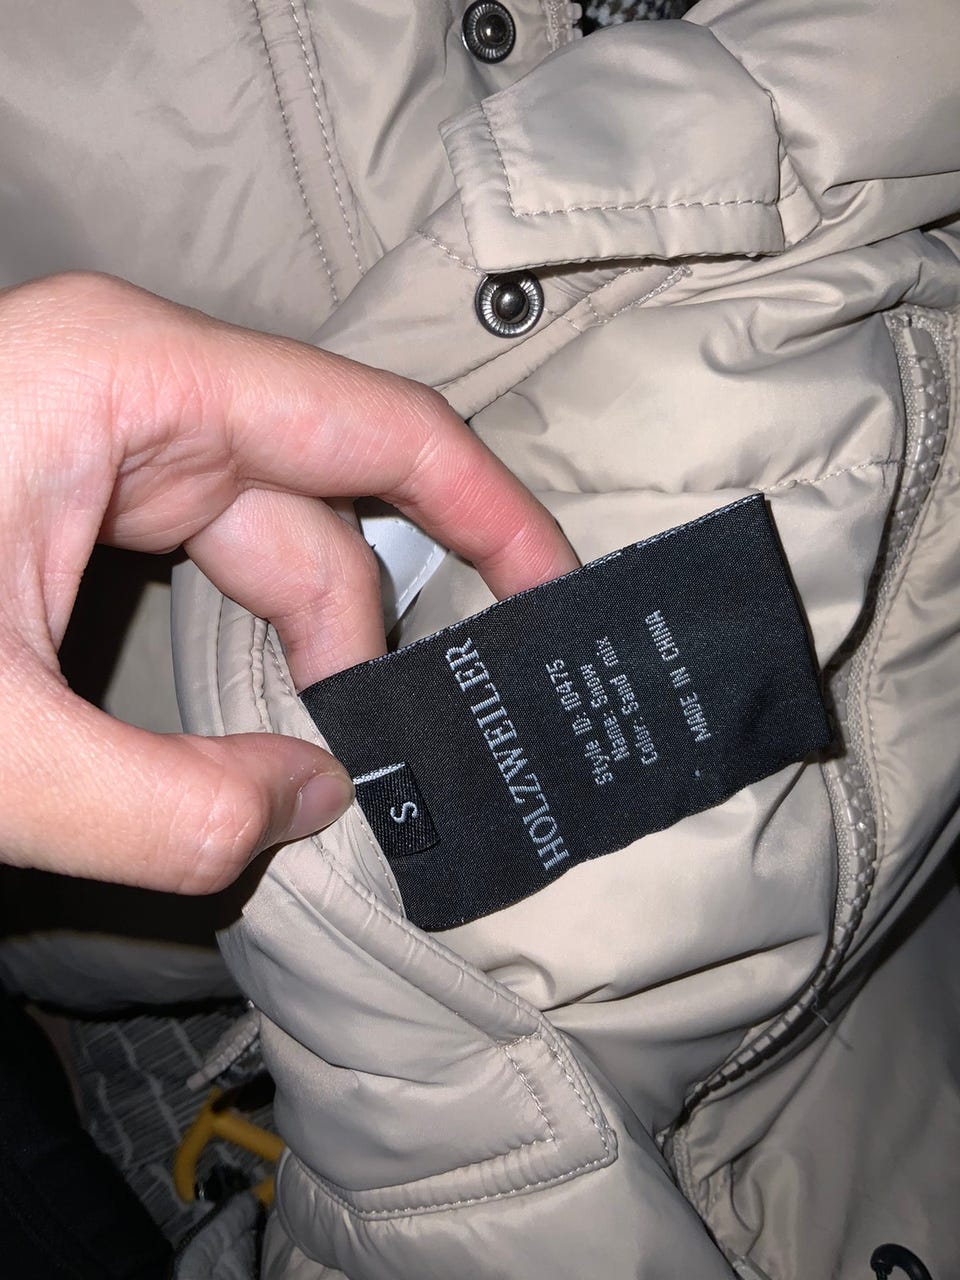 S
HOLZWEILER
Style ID 10475
Name: Snow
Color: Sand mix
MADE IN CHINA